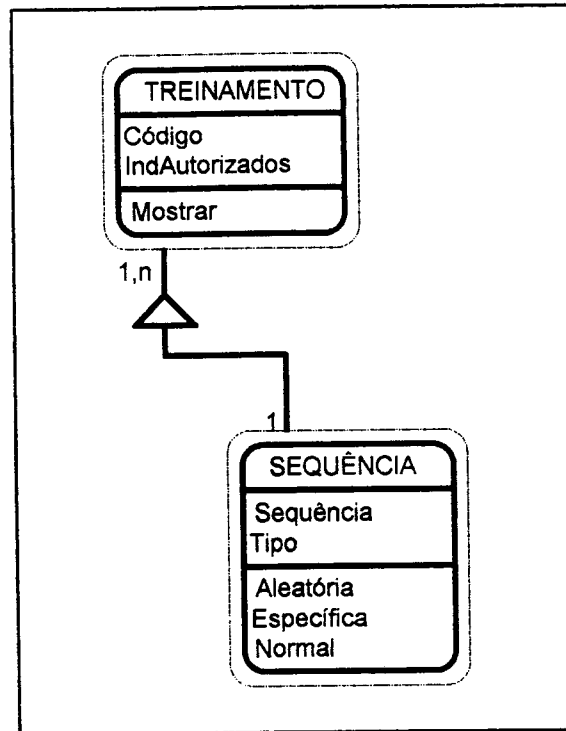 TREINAMENTO
Código
IndAutorizados
Mostrar
1,n
1
SEQUÊNCIA
Sequência
Tipo
Aleatória
Específica
Normal